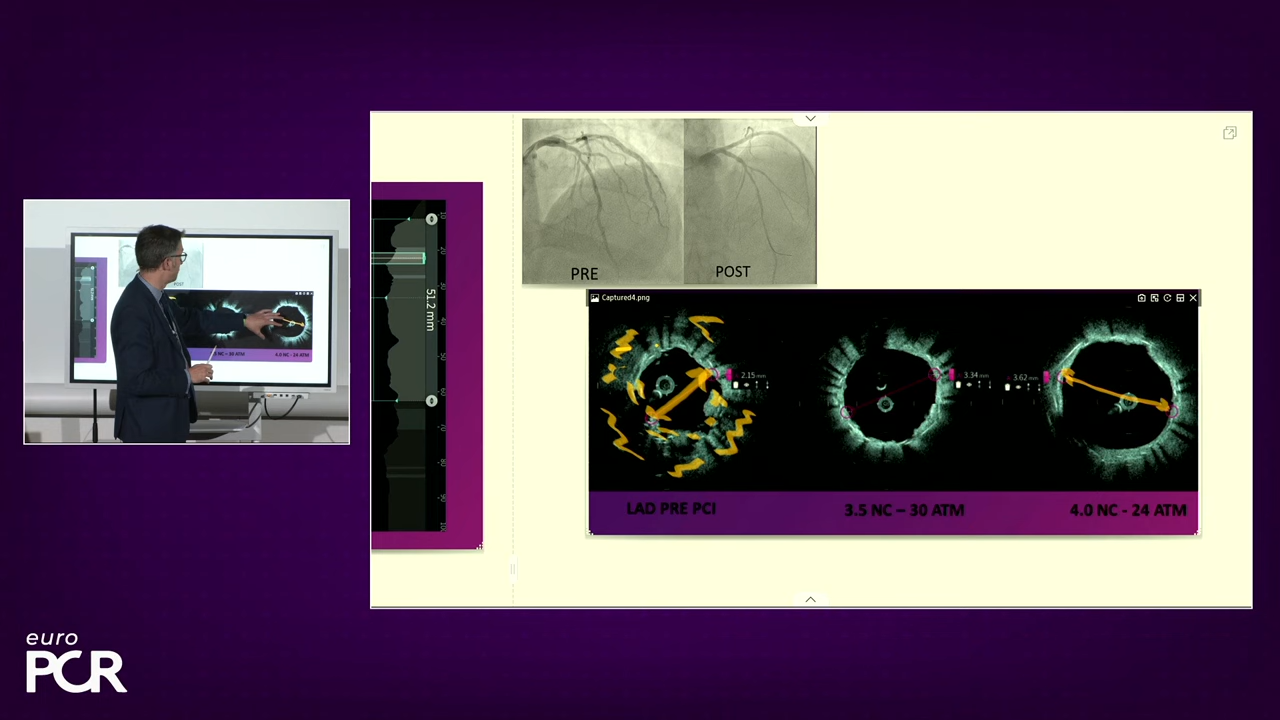 PRE
POST
51.2 mm
Captured4.png
2.15 mm
3.34 mm
3.62 mm
LAD PRE PCI
3.5 NC – 30 ATM
4.0 NC - 24 ATM
euro
PCR